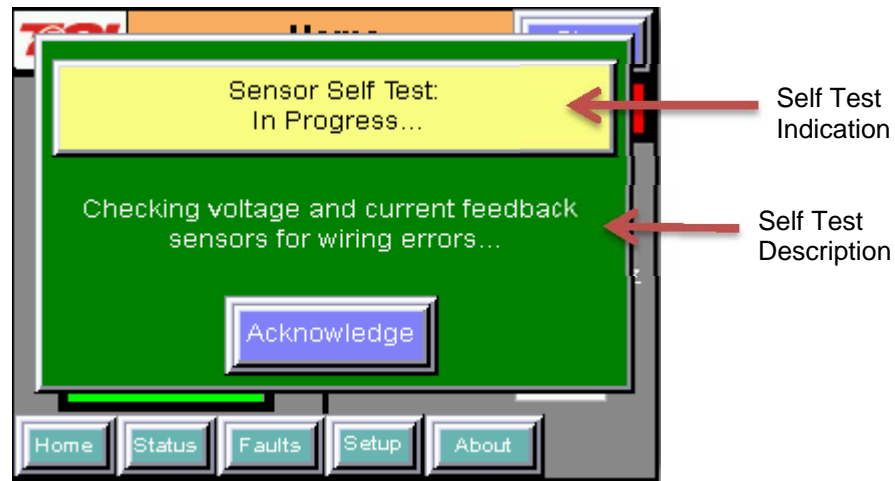 Sensor Self Test:
In Progress...
Self Test
Indication
Checking voltage and current feedback
sensors for wiring errors...
Self Test
Description
Acknowledge
Home Status Faults Setup About